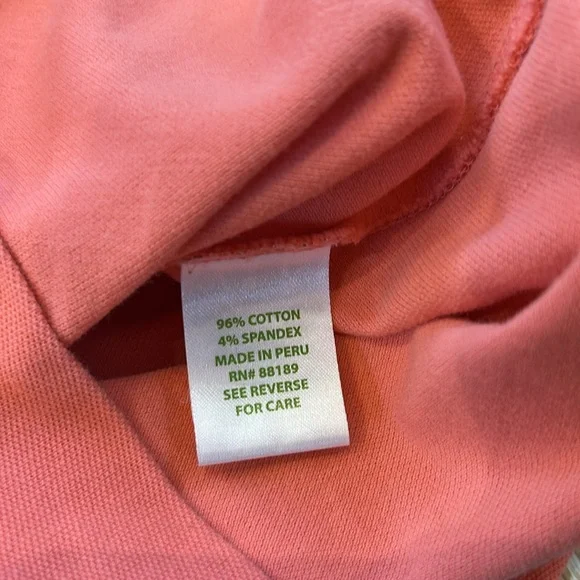 96% COTTON
4% SPANDEX
MADE IN PERU
RN# 88189
SEE REVERSE
FOR CARE